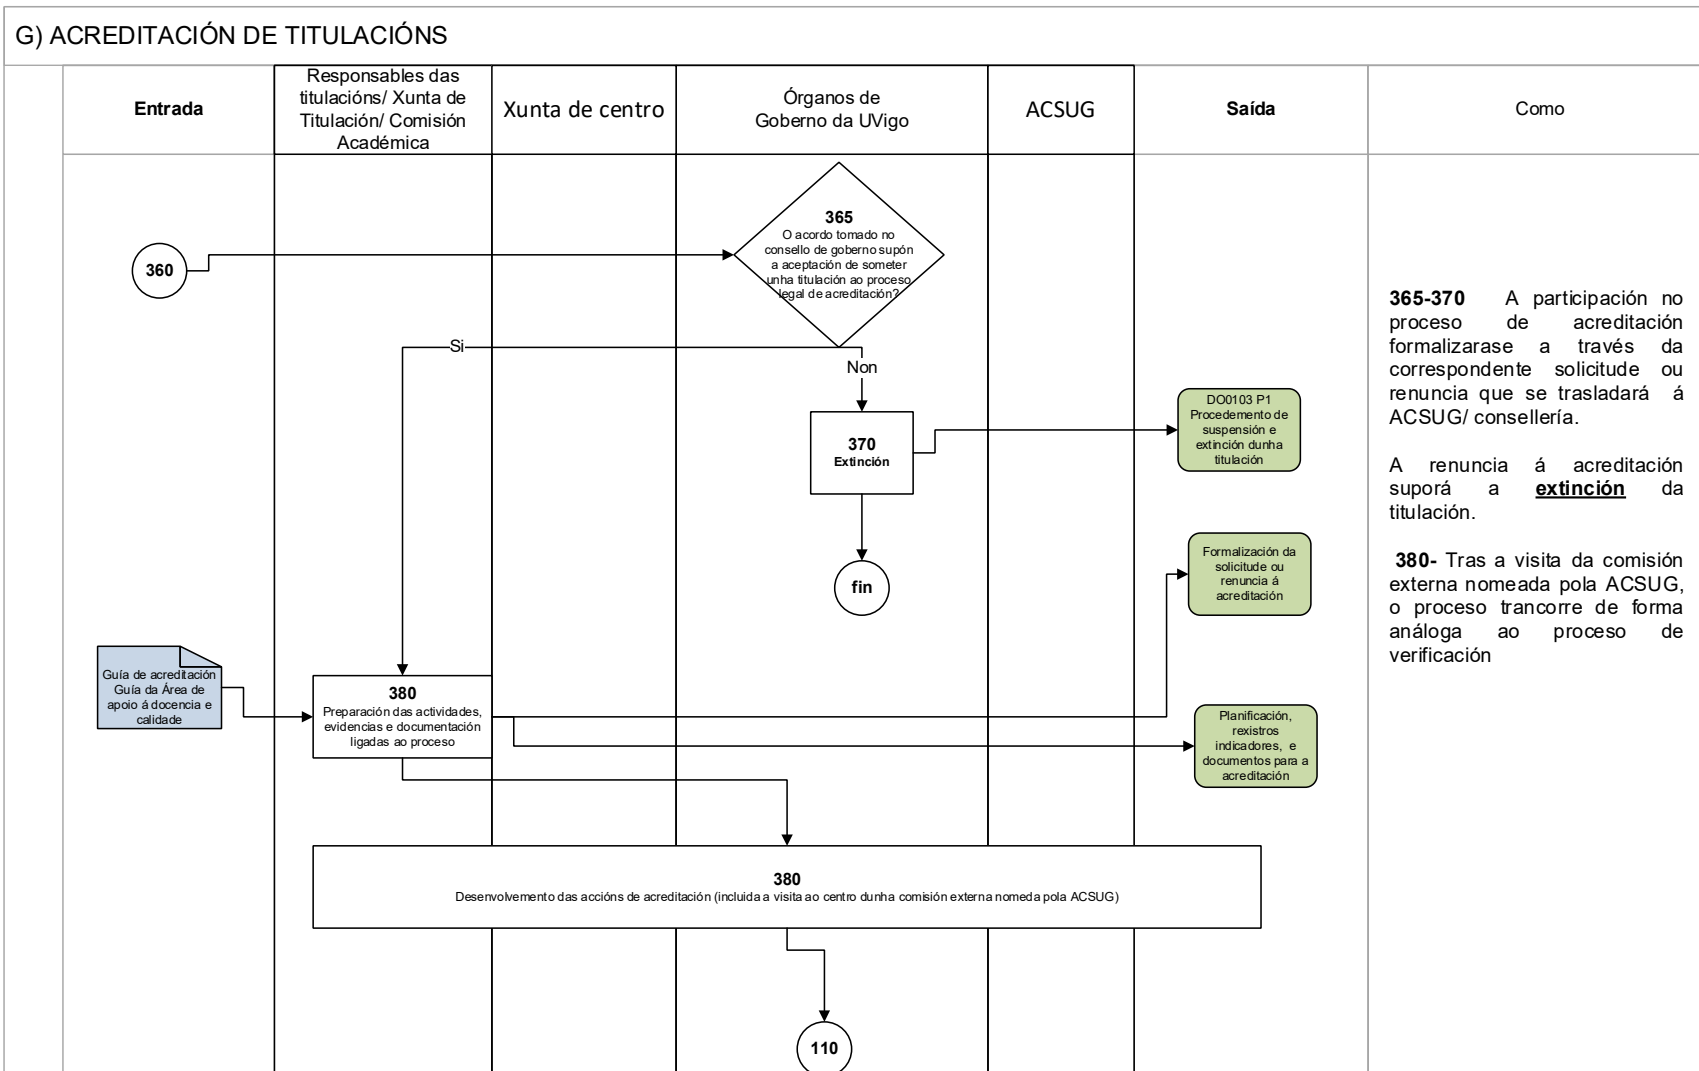 G) ACREDITACIÓN DE TITULACIÓNS
Entrada
Responsables das
titulacións/ Xunta de
Titulación/ Comisión
Académica
Xunta de centro
Órganos de
Goberno da UVigo
ACSUG
Saída
Como
360
365
O acordo tomado no
consello de goberno supón
a aceptación de someter
unha titulación ao proceso
legal de acreditación?
Si
Non
370
Extinción
DO0103 P1
Procedemento de
suspensión e
extinción dunha
titulación
fin
Formalización da
solicitude ou
renuncia á
acreditación
Guía de acreditación
Guía da Área de
apoio á docencia e
calidade
380
Preparación das actividades,
evidencias e documentación
ligadas ao proceso
Planificación,
rexistros
indicadores, e
documentos para a
acreditación
380
Desenvolvemento das accións de acreditación (incluida a visita ao centro dunha comisión externa nomeda pola ACSUG)
110
365-370 A participación no
proceso de acreditación
formalizarase a través da
correspondente solicitude ou
renuncia que se trasladará á
ACSUG/ consellería.
A renuncia á acreditación
suporá a extinción da
titulación.
380- Tras a visita da comisión
externa nomeada pola ACSUG,
o proceso trancorre de forma
análoga ao proceso de
verificación